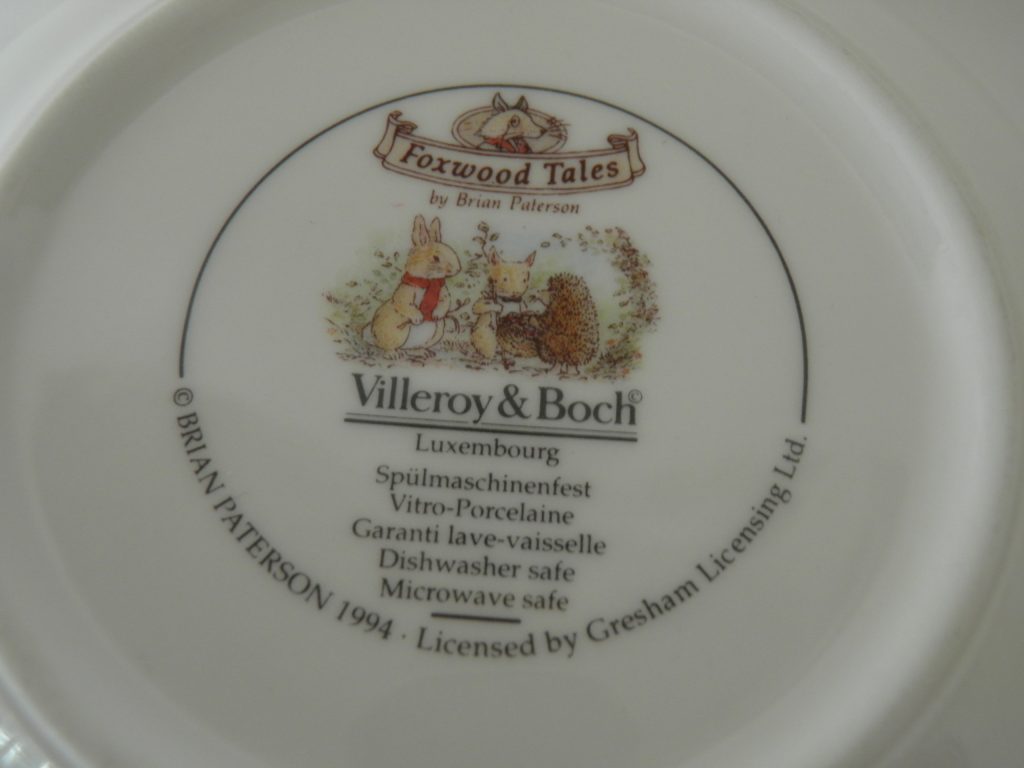 Foxwood Tales
by Brian Paterson
Villeroy & Boch©
Luxembourg
Spülmaschinenfest
Vitro-Porcelaine
Garanti lave-vaisselle
Dishwasher safe
Microwave safe
© BRIAN PATERSON 1994 · Licensed by Gresham Licensing Ltd.